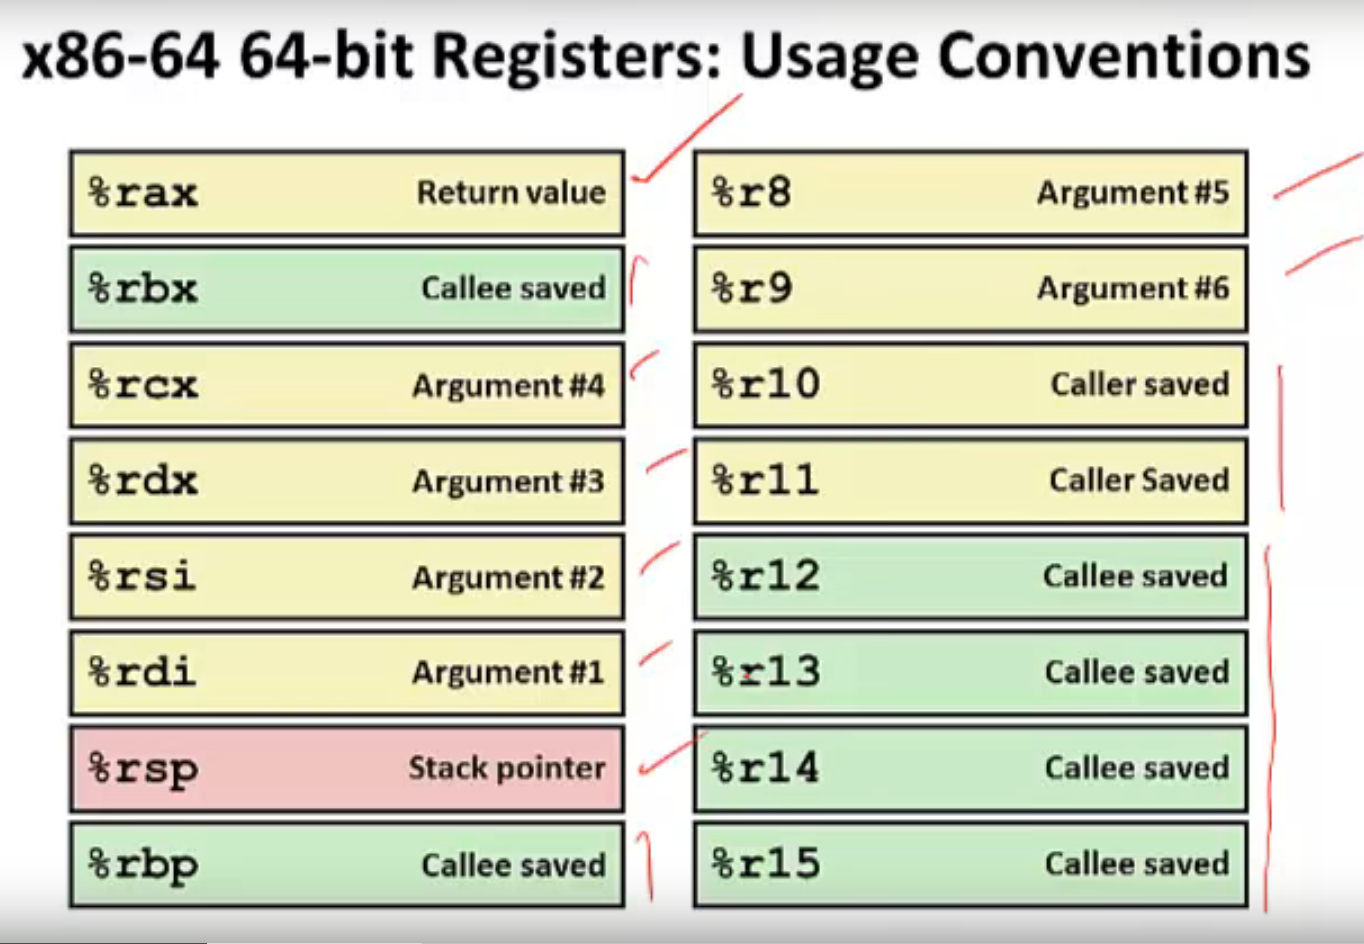 x86-64 64-bit Registers: Usage Conventions
%rax Return value
%rbx Callee saved
%rcx Argument #4
%rdx Argument #3
%rsi Argument #2
%rdi Argument #1
%rsp Stack pointer
%rbp Callee saved
%r8 Argument #5
%r9 Argument #6
%r10 Caller saved
%r11 Caller Saved
%r12 Callee saved
%r13 Callee saved
%r14 Callee saved
%r15 Callee saved